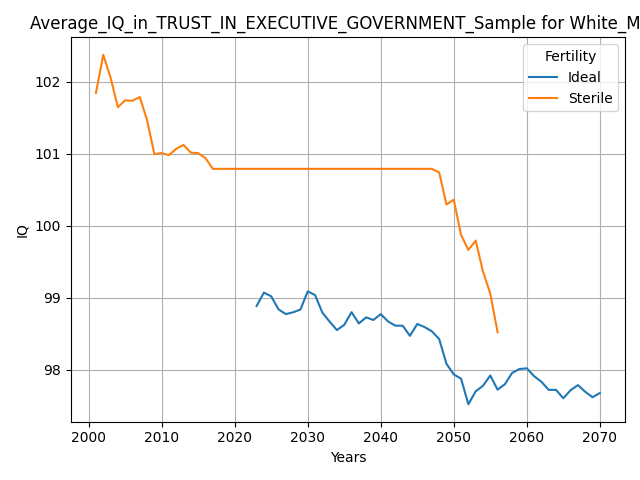 Average_IQ_in_TRUST_IN_EXECUTIVE_GOVERNMENT_Sample for White_M
Fertility
Ideal
Sterile
102
101
100
99
98
IQ
2000 2010 2020 2030 2040 2050 2060 2070
Years